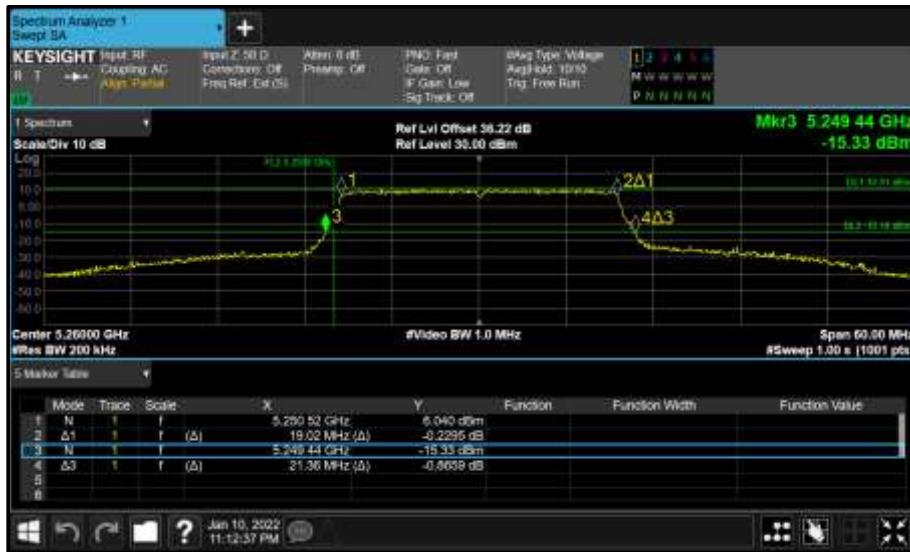 Spectrum Analyzer 1
Swept SA
KEYSIGHT Input: RF
R T
Coupling: AC
Align: Partial
Input Z: 50 Ω
Corrections: Off
Freq Ref: Ext (S)
Atten: 6 dB
Preamp: Off
PNO: Fast
Gate: Off
IF Gain: Low
Sig Track: Off
#Avg Type: Voltage
Avg|Hold: 10/10
Trig: Free Run
1 2 3 4 5 6
M W W W W W
P N N N N N
1 Spectrum
Scale/Div 10 dB
Ref Lvl Offset 36.22 dB
Ref Level 30.00 dBm
Mkr3 5.249 44 GHz
-15.33 dBm
Log
20.0
10.0
0.00
-10.0
-20.0
-30.0
-40.0
-50.0
1
2Δ1
3
4Δ3
Center 5.26000 GHz
#Res BW 200 kHz
#Video BW 1.0 MHz
Span 60.00 MHz
#Sweep 1.00 s (1001 pts
5 Marker Table
Mode Trace Scale X Y Function Function Width Function Value
1 N 1 f 5.250 52 GHz 6.040 dBm
2 Δ1 1 f (Δ) 19.02 MHz (Δ) -0.2295 dB
3 N 1 f 5.249 44 GHz -15.33 dBm
4 Δ3 1 f (Δ) 21.36 MHz (Δ) -0.8659 dB
5
6
?
Jan 10, 2022
11:12:37 PM